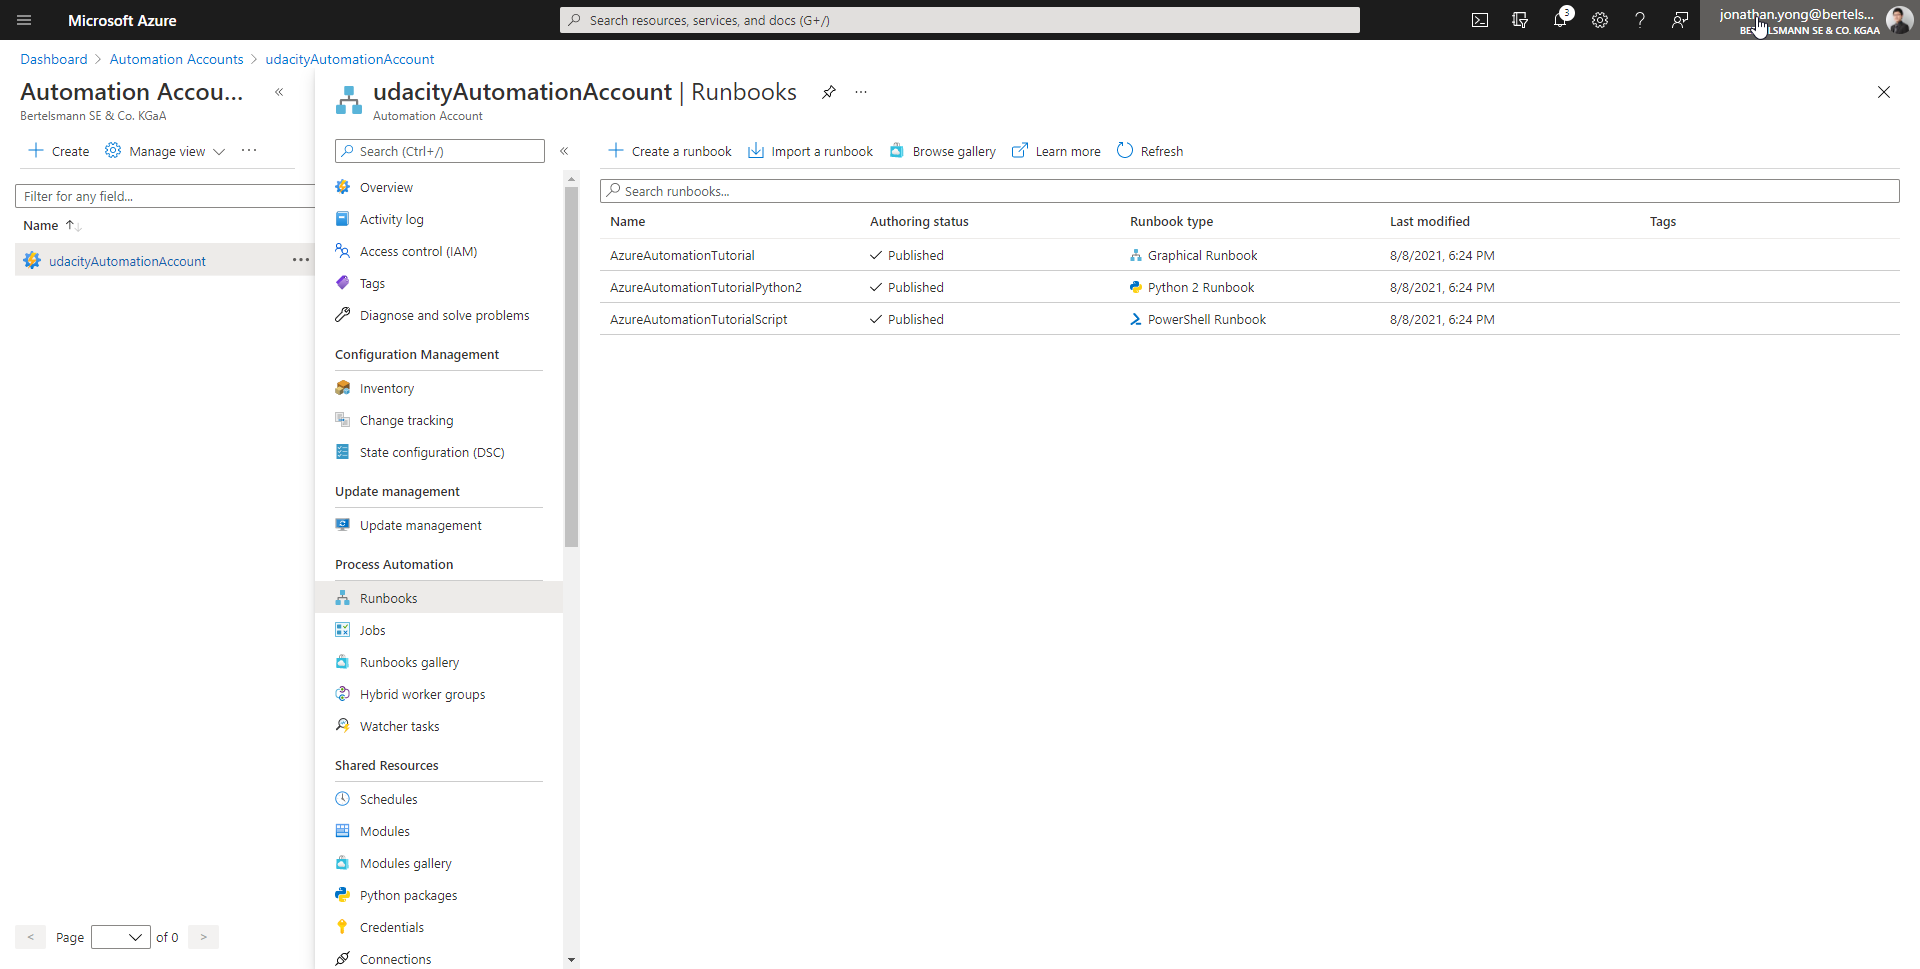 Microsoft Azure
Search resources, services, and docs (G+/)
3
jonathan.yong@bertels...
BERTELSMANN SE & CO. KGAA
Dashboard > Automation Accounts > udacityAutomationAccount
Automation Accou...
Bertelsmann SE & Co. KGaA
Create
Manage view
Filter for any field...
Name
udacityAutomationAccount
< Page of 0 >
udacityAutomationAccount | Runbooks
Automation Account
Search (Ctrl+/)
Overview
Activity log
Access control (IAM)
Tags
Diagnose and solve problems
Configuration Management
Inventory
Change tracking
State configuration (DSC)
Update management
Update management
Process Automation
Runbooks
Jobs
Runbooks gallery
Hybrid worker groups
Watcher tasks
Shared Resources
Schedules
Modules
Modules gallery
Python packages
Credentials
Connections
Create a runbook Import a runbook Browse gallery Learn more Refresh
Search runbooks...
Name Authoring status Runbook type Last modified Tags
AzureAutomationTutorial Published Graphical Runbook 8/8/2021, 6:24 PM
AzureAutomationTutorialPython2 Published Python 2 Runbook 8/8/2021, 6:24 PM
AzureAutomationTutorialScript Published PowerShell Runbook 8/8/2021, 6:24 PM